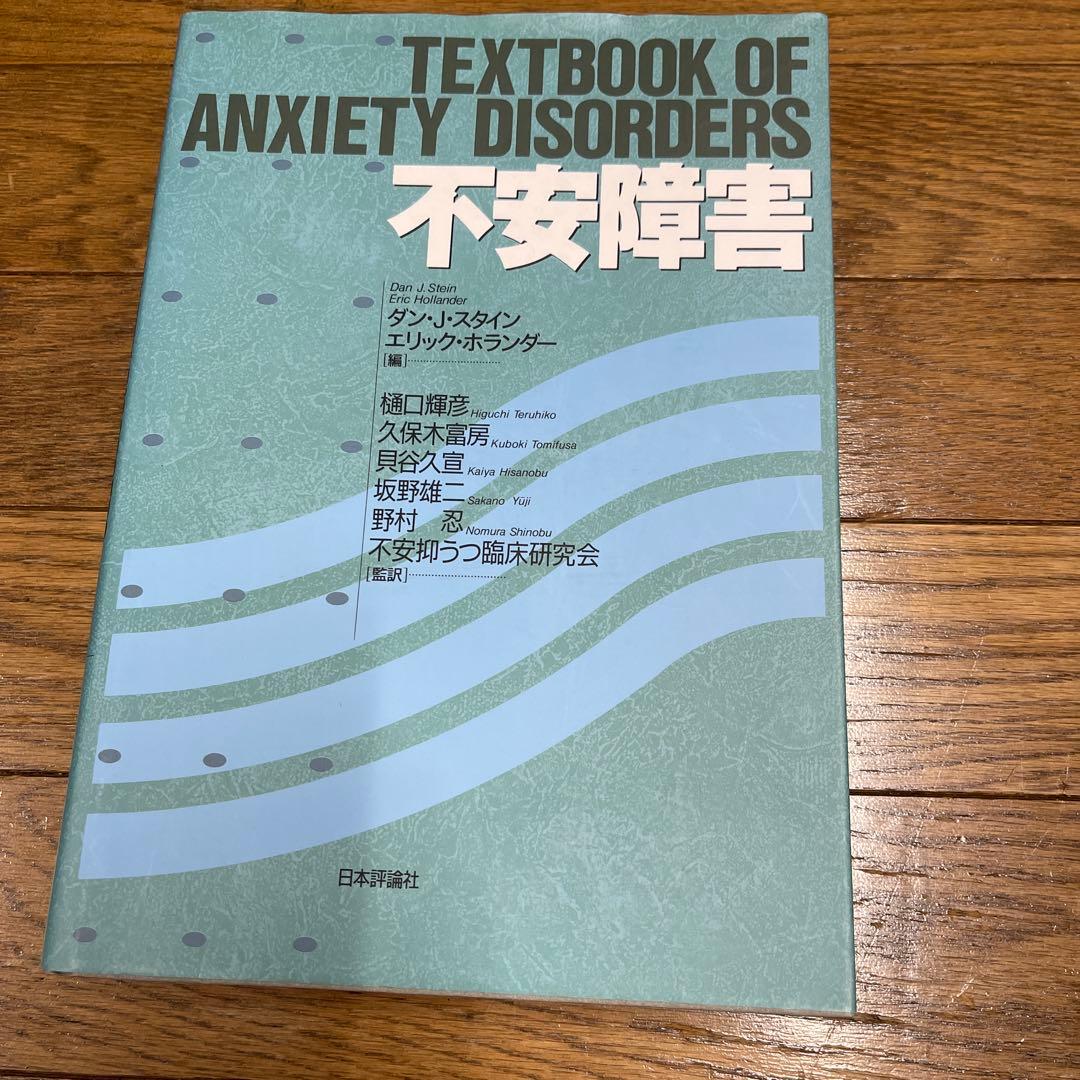 TEXTBOOK OF
ANXIETY DISORDERS
不安障害
Dan J. Stein
Eric Hollander
ダン・J・スタイン
エリック・ホランダー
[編]..............................
樋口輝彦 Higuchi Teruhiko
久保木富房 Kuboki Tomifusa
貝谷久宣 Kaiya Hisanobu
坂野雄二 Sakano Yūji
野村 忍 Nomura Shinobu
不安抑うつ臨床研究会
[監訳]..............................
日本評論社